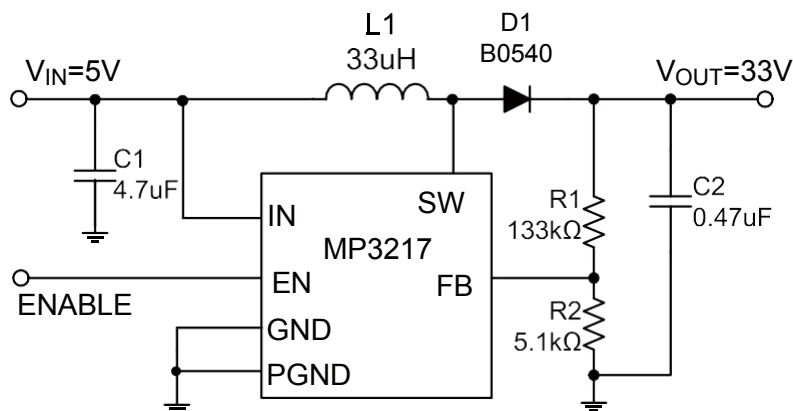 L1
33uH
D1
B0540
VIN=5V
VOUT=33V
C1
4.7uF
SW
IN
MP3217
R1
133kΩ
C2
0.47uF
EN
FB
ENABLE
GND
R2
5.1kΩ
PGND